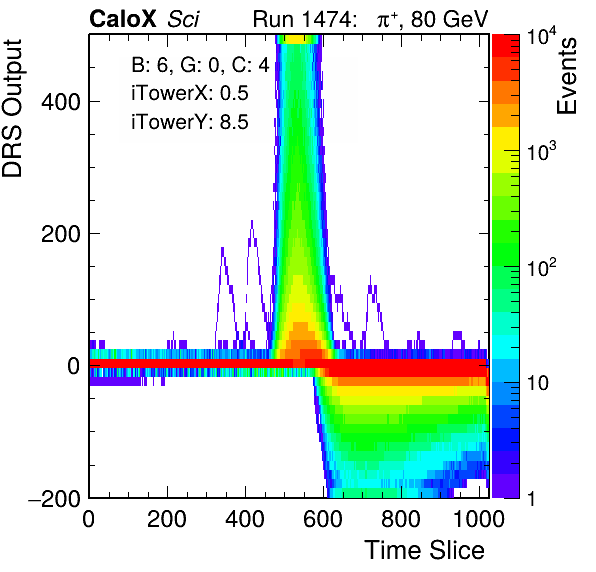 CaloX Sci Run 1474: π⁺, 80 GeV
B: 6, G: 0, C: 4
iTowerX: 0.5
iTowerY: 8.5
DRS Output
400
200
0
−200
0 200 400 600 800 1000
Time Slice
Events
10⁴
10³
10²
10
1